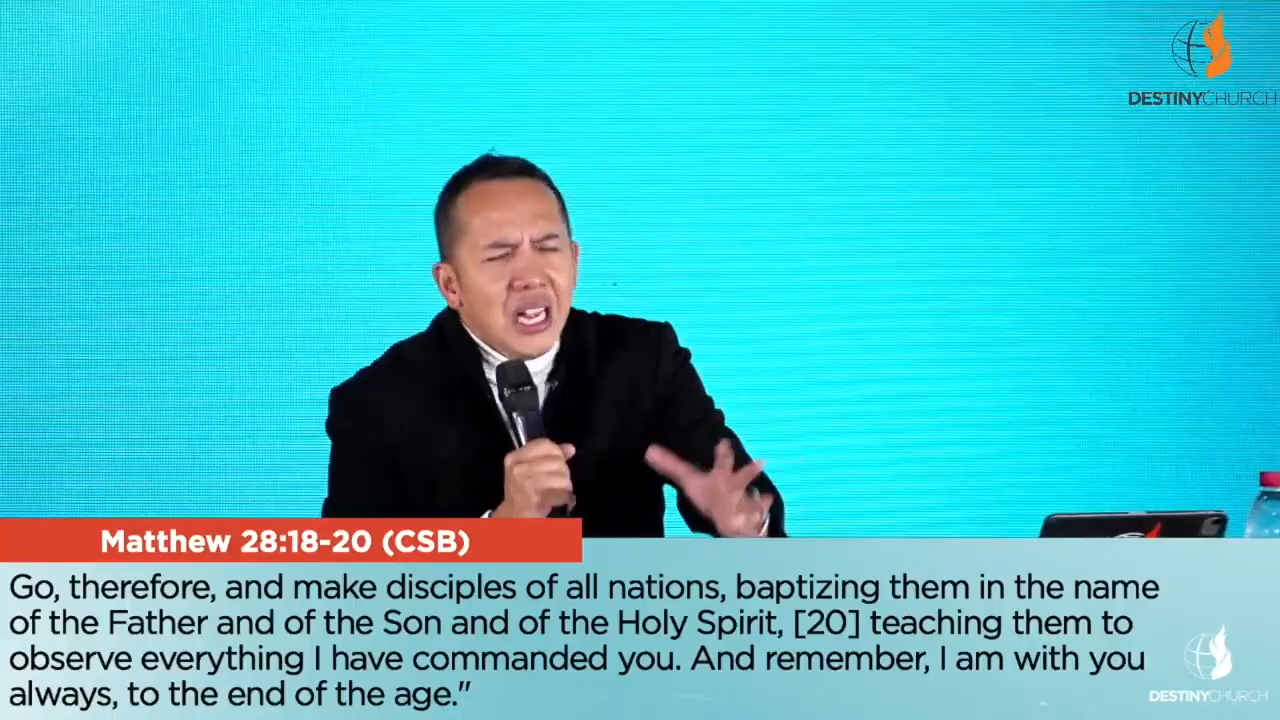 DESTINYCHURCH
Matthew 28:18-20 (CSB)
Go, therefore, and make disciples of all nations, baptizing them in the name
of the Father and of the Son and of the Holy Spirit, [20] teaching them to
observe everything I have commanded you. And remember, I am with you
always, to the end of the age."
DESTINYCHURCH